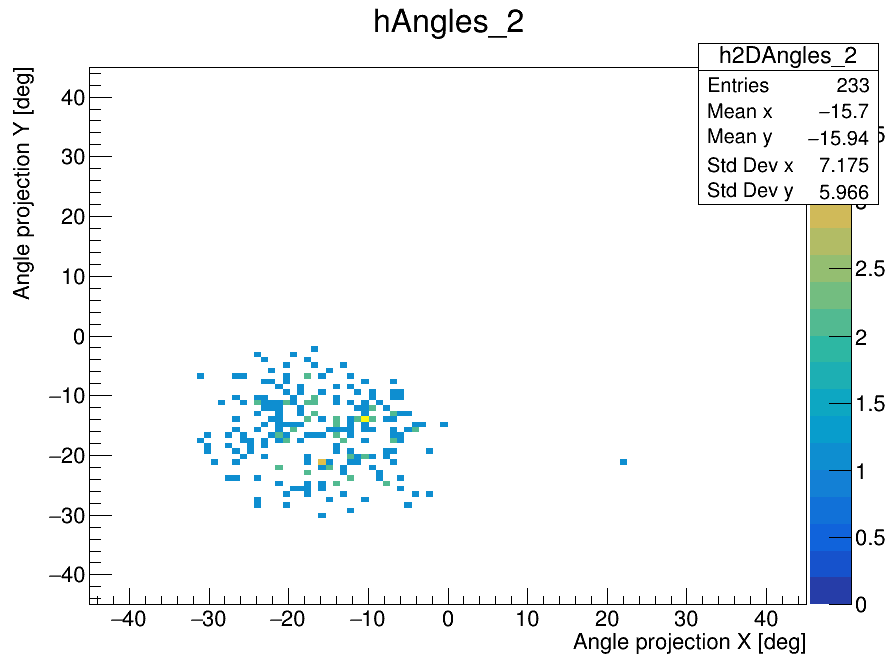 hAngles_2
h2DAngles_2
Entries 233
Mean x −15.7
Mean y −15.94
Std Dev x 7.175
Std Dev y 5.966
Angle projection Y [deg]
40
30
20
10
0
−10
−20
−30
−40
−40 −30 −20 −10 0 10 20 30 40
Angle projection X [deg]
2.5
2
1.5
1
0.5
0